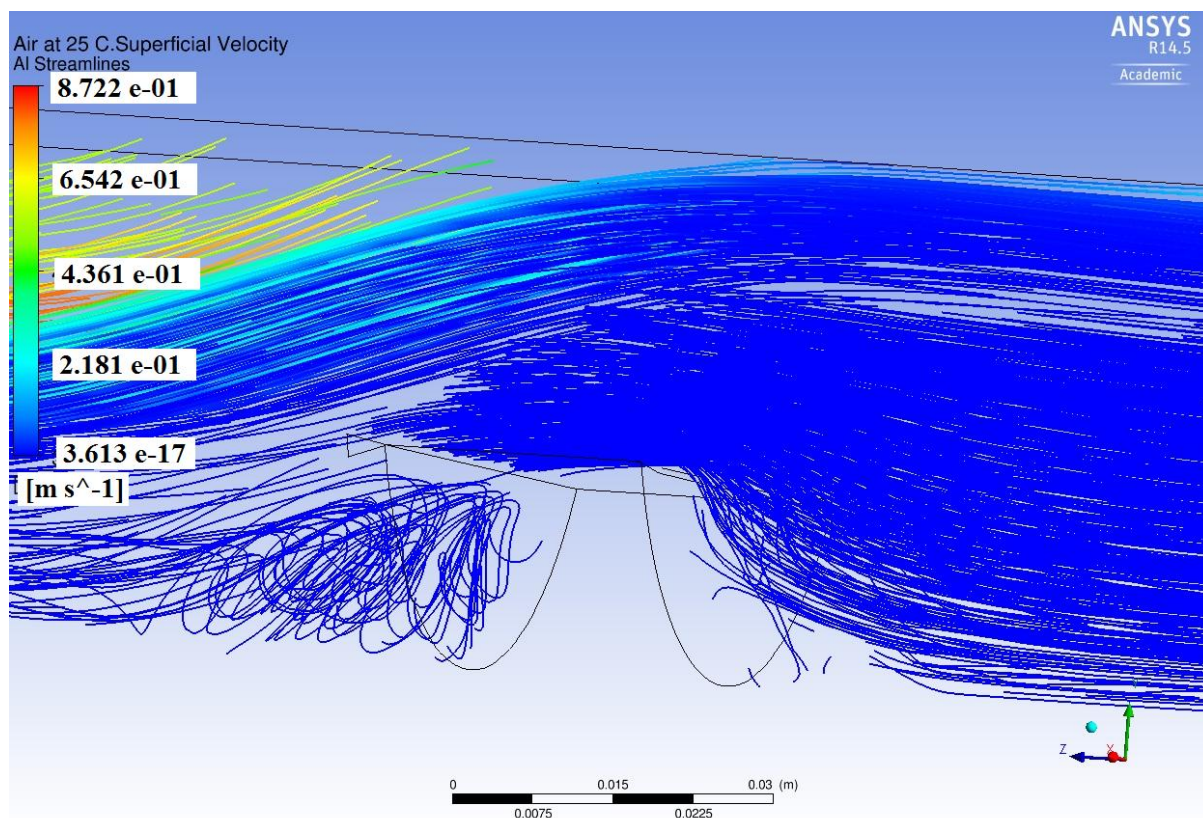 Air at 25 C.Superficial Velocity
AI Streamlines
8.722 e-01
6.542 e-01
4.361 e-01
2.181 e-01
3.613 e-17
[m s^-1]
ANSYS
R14.5
Academic
Y
Z
X
0 0.015 0.03 (m)
0.0075 0.0225